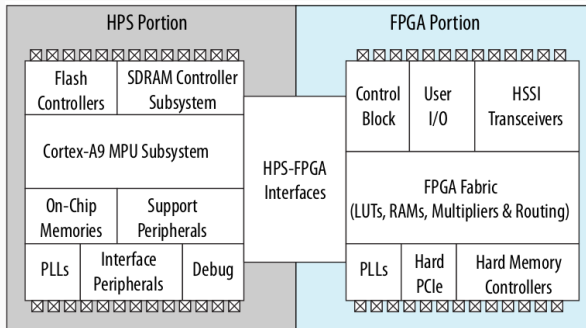 HPS Portion
FPGA Portion
Flash
Controllers
SDRAM Controller
Subsystem
Cortex-A9 MPU Subsystem
On-Chip
Memories
Support
Peripherals
PLLs
Interface
Peripherals
Debug
HPS-FPGA
Interfaces
Control
Block
User
I/O
HSSI
Transceivers
FPGA Fabric
(LUTs, RAMs, Multipliers & Routing)
PLLs
Hard
PCIe
Hard Memory
Controllers